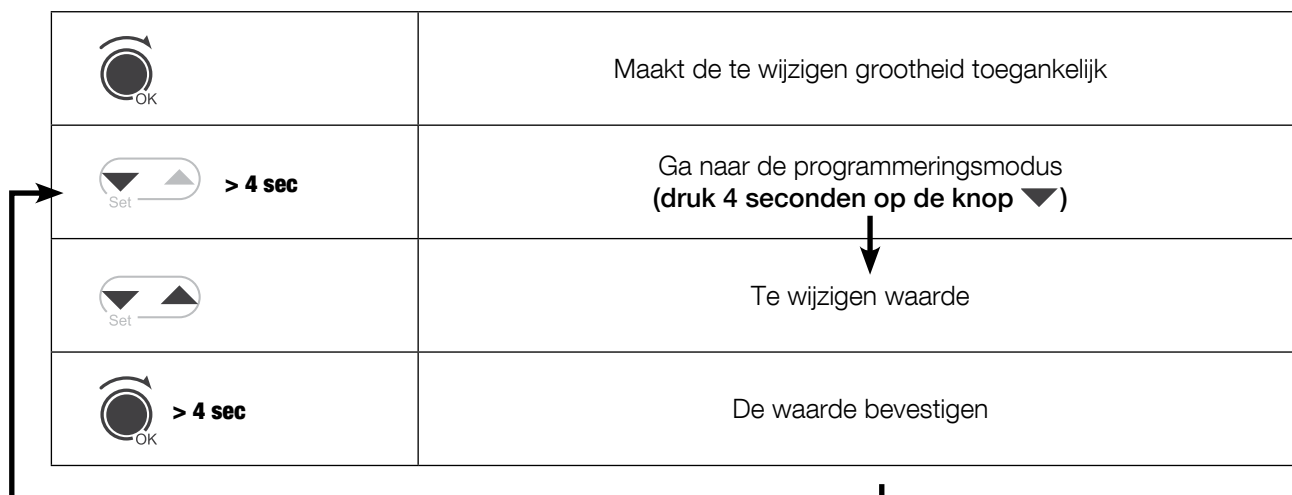 OK
Maakt de te wijzigen grootheid toegankelijk
Set
> 4 sec
Ga naar de programmeringsmodus
(druk 4 seconden op de knop ▼)
Set
Te wijzigen waarde
OK
> 4 sec
De waarde bevestigen